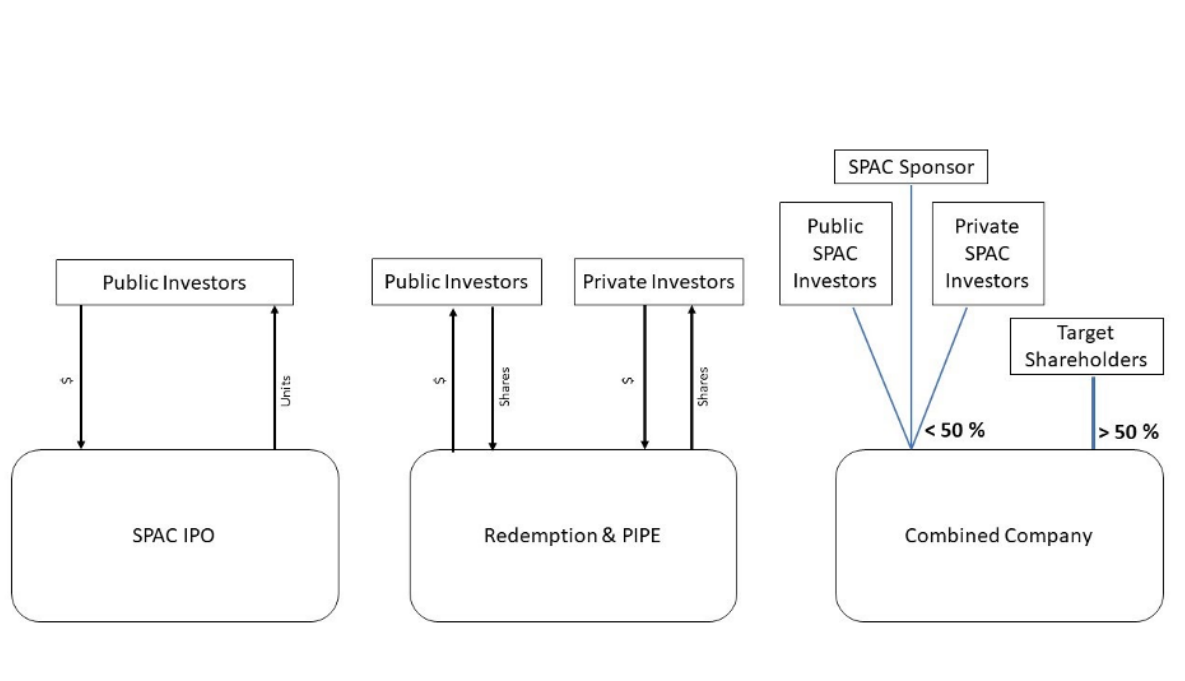 Public Investors
$
Units
SPAC IPO
Public Investors
Private Investors
$
Shares
$
Shares
Redemption & PIPE
SPAC Sponsor
Public
SPAC
Investors
Private
SPAC
Investors
Target
Shareholders
< 50 %
> 50 %
Combined Company